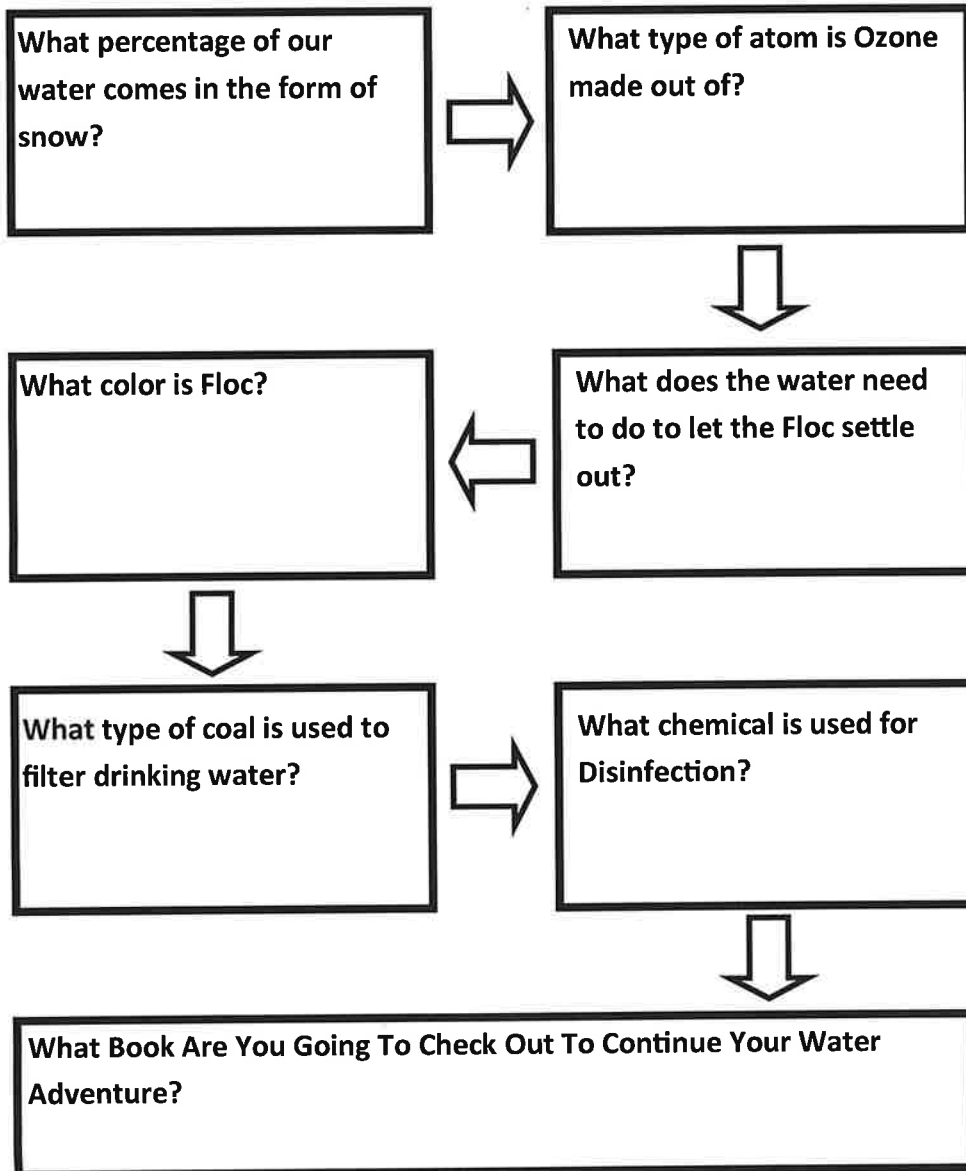 What percentage of our
water comes in the form of
snow?
What type of atom is Ozone
made out of?
What does the water need
to do to let the Floc settle
out?
What color is Floc?
What type of coal is used to
filter drinking water?
What chemical is used for
Disinfection?
What Book Are You Going To Check Out To Continue Your Water
Adventure?